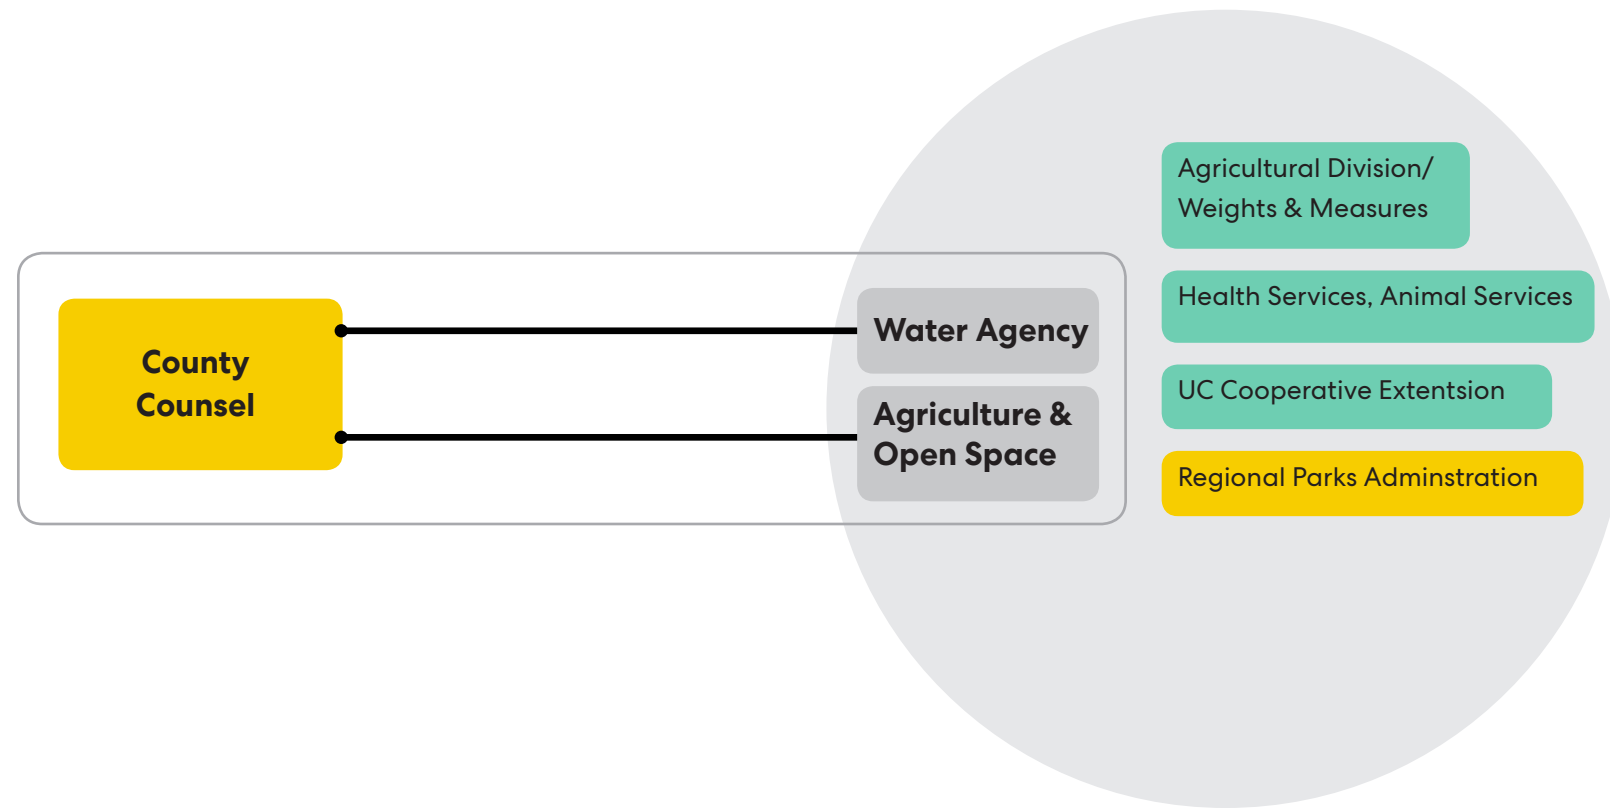 County
Counsel
Water Agency
Agriculture &
Open Space
Agricultural Division/
Weights & Measures
Health Services, Animal Services
UC Cooperative Extentsion
Regional Parks Adminstration